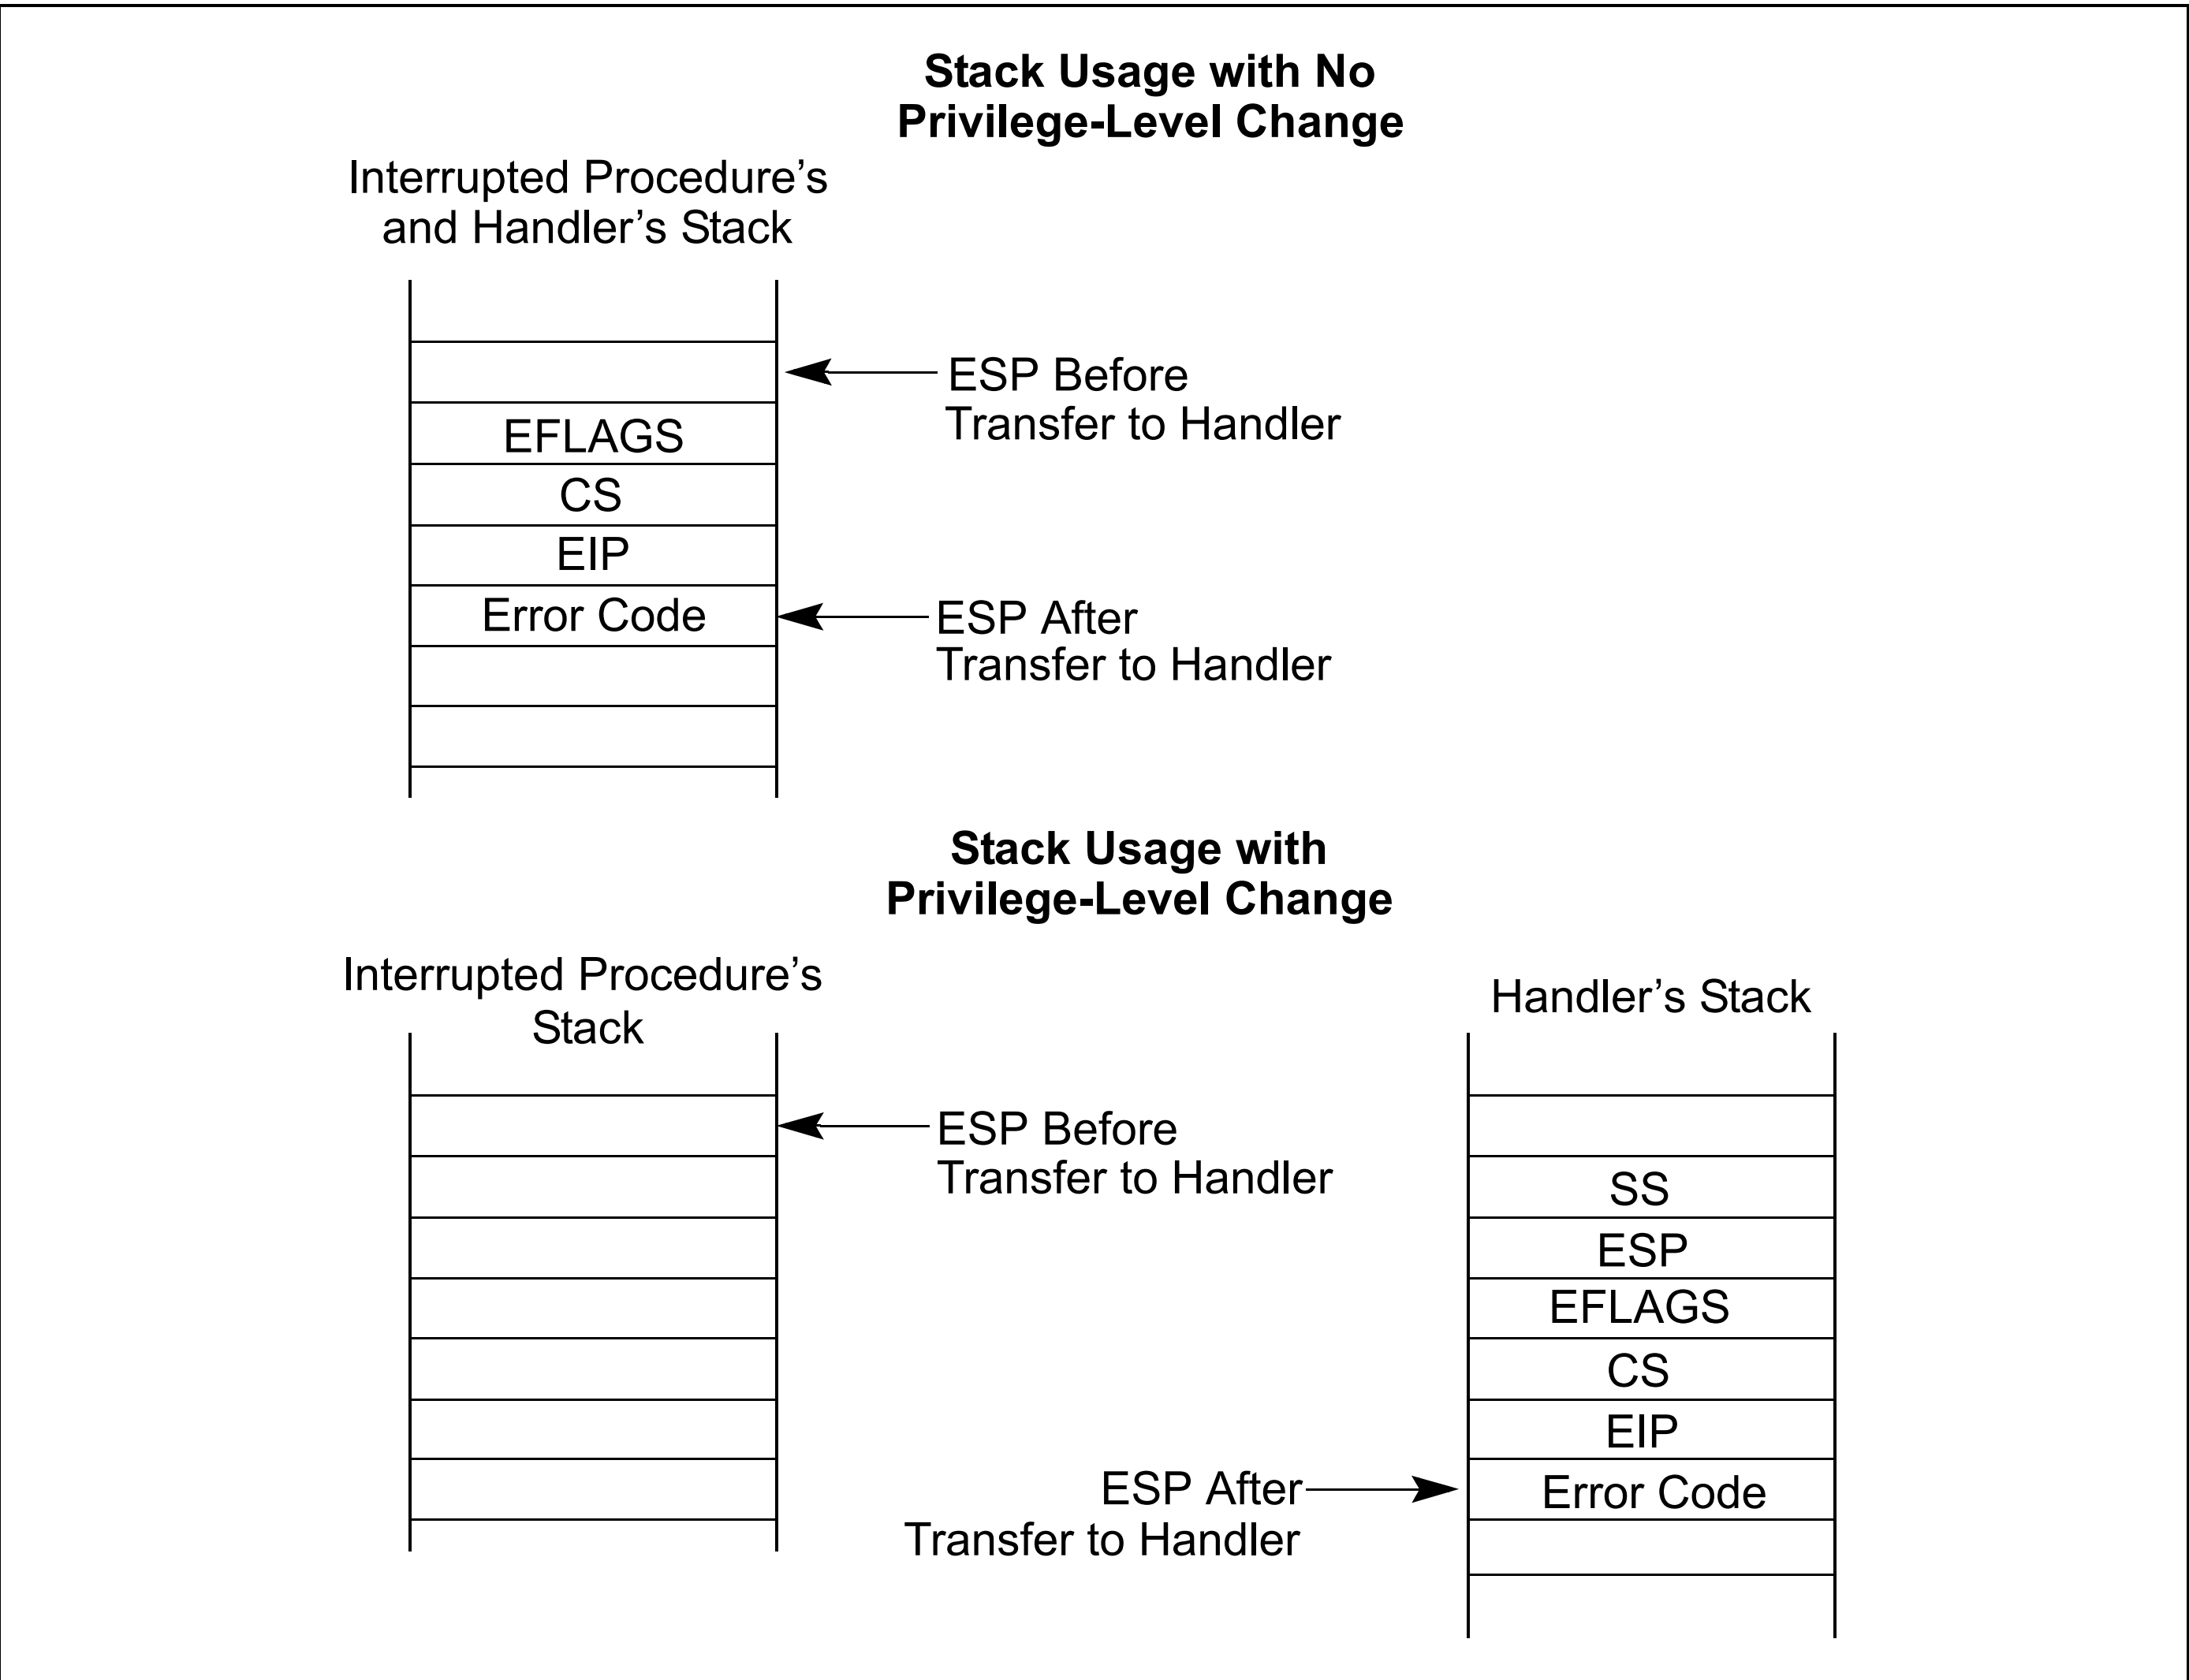 Stack Usage with No
Privilege-Level Change
Interrupted Procedure’s
and Handler’s Stack
ESP Before
Transfer to Handler
EFLAGS
CS
EIP
Error Code
ESP After
Transfer to Handler
Stack Usage with
Privilege-Level Change
Interrupted Procedure’s
Stack
Handler’s Stack
ESP Before
Transfer to Handler
SS
ESP
EFLAGS
CS
EIP
Error Code
ESP After
Transfer to Handler